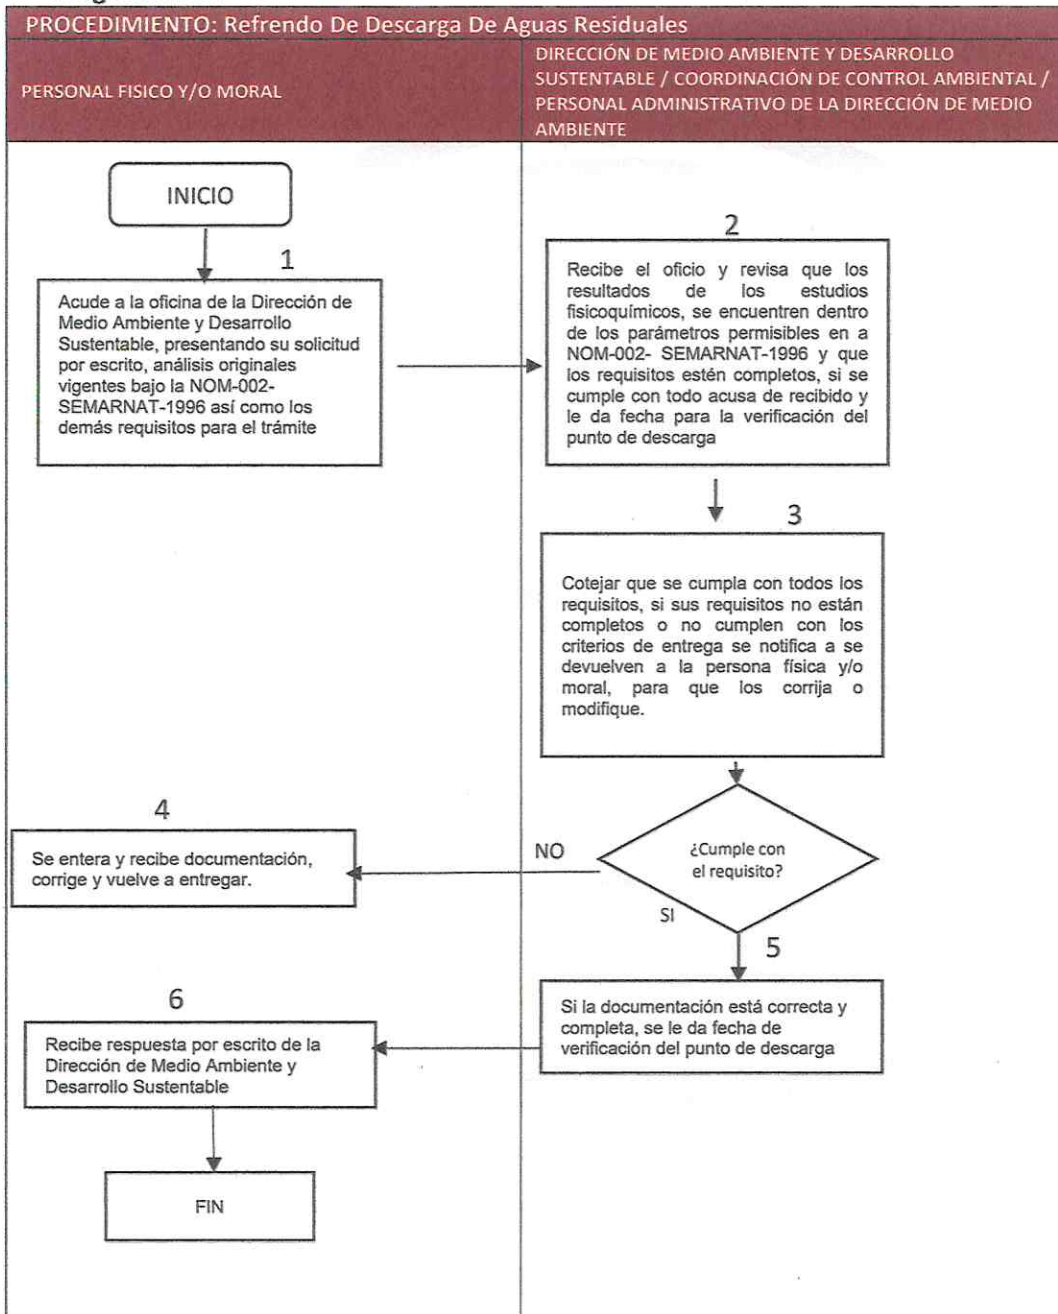 PROCEDIMIENTO: Refrendo De Descarga De Aguas Residuales
PERSONAL FISICO Y/O MORAL
DIRECCIÓN DE MEDIO AMBIENTE Y DESARROLLO
SUSTENTABLE / COORDINACIÓN DE CONTROL AMBIENTAL /
PERSONAL ADMINISTRATIVO DE LA DIRECCIÓN DE MEDIO
AMBIENTE
INICIO
1
Acude a la oficina de la Dirección de
Medio Ambiente y Desarrollo
Sustentable, presentando su solicitud
por escrito, análisis originales
vigentes bajo la NOM-002-
SEMARNAT-1996 así como los
demás requisitos para el trámite
2
Recibe el oficio y revisa que los
resultados de los estudios
fisicoquímicos, se encuentren dentro
de los parámetros permisibles en a
NOM-002- SEMARNAT-1996 y que
los requisitos estén completos, si se
cumple con todo acusa de recibido y
le da fecha para la verificación del
punto de descarga
3
Cotejar que se cumpla con todos los
requisitos, si sus requisitos no están
completos o no cumplen con los
criterios de entrega se notifica a se
devuelven a la persona física y/o
moral, para que los corrija o
modifique.
¿Cumple con
el requisito?
NO
SI
4
Se entera y recibe documentación,
corrige y vuelve a entregar.
5
Si la documentación está correcta y
completa, se le da fecha de
verificación del punto de descarga
6
Recibe respuesta por escrito de la
Dirección de Medio Ambiente y
Desarrollo Sustentable
FIN